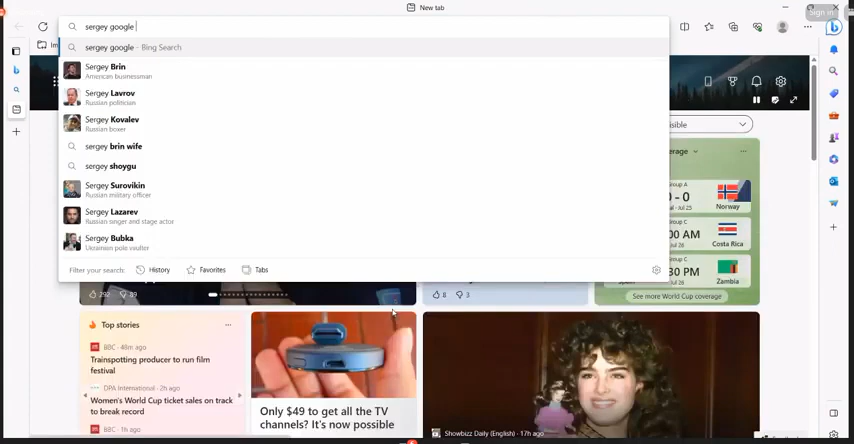 New tab
Sign in
sergey google
sergey google - Bing Search
Sergey Brin
American businessman
Sergey Lavrov
Russian politician
Sergey Kovalev
Russian boxer
sergey brin wife
sergey shoygu
Sergey Surovikin
Russian military officer
Sergey Lazarev
Russian singer and stage actor
Sergey Bubka
Ukrainian pole vaulter
Filter your search:
History
Favorites
Tabs
Norway
Costa Rica
Zambia
See more World Cup coverage
292
89
8
3
Top stories
BBC · 48m ago
Trainspotting producer to run film
festival
DPA International · 2h ago
Women's World Cup ticket sales on track
to break record
BBC · 1h ago
Only $49 to get all the TV
channels? It's now possible
Showbizz Daily (English) · 17h ago